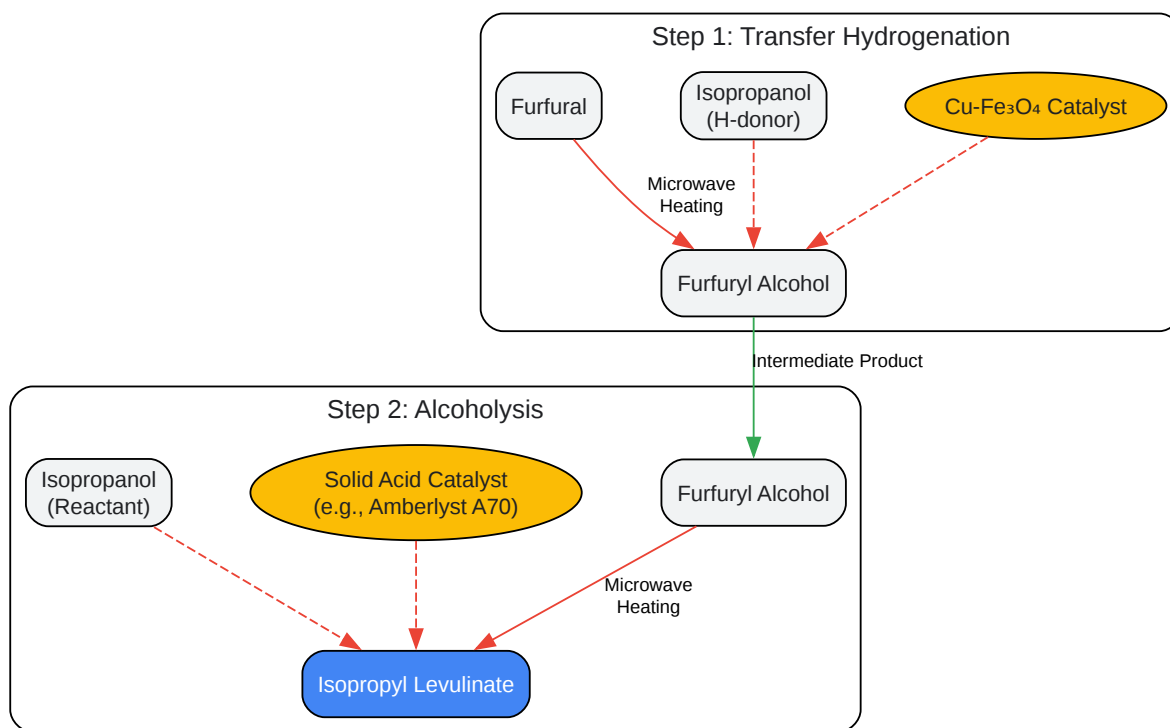 Step 1: Transfer Hydrogenation
Furfural
Isopropanol
(H-donor)
Cu-Fe₃O₄ Catalyst
Microwave
Heating
Furfuryl Alcohol
Intermediate Product
Step 2: Alcoholysis
Isopropanol
(Reactant)
Solid Acid Catalyst
(e.g., Amberlyst A70)
Furfuryl Alcohol
Microwave
Heating
Isopropyl Levulinate